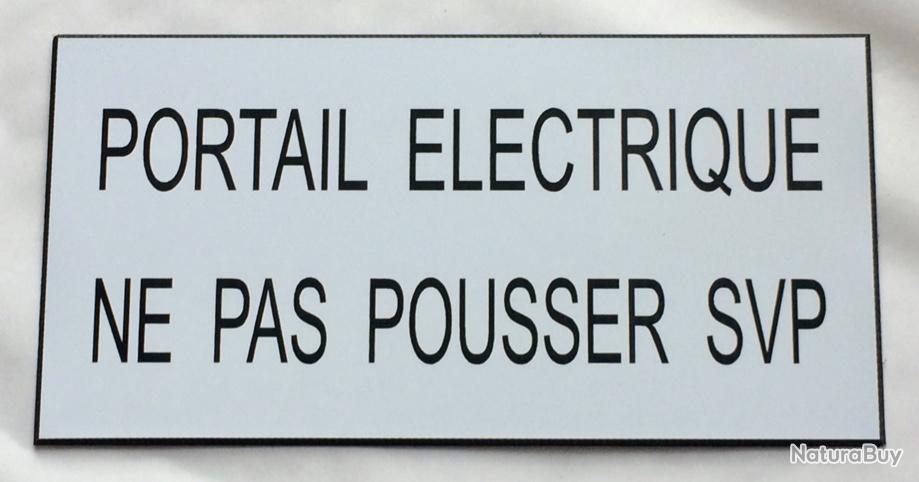 PORTAIL ELECTRIQUE
NE PAS POUSSER SVP
NaturaBuy